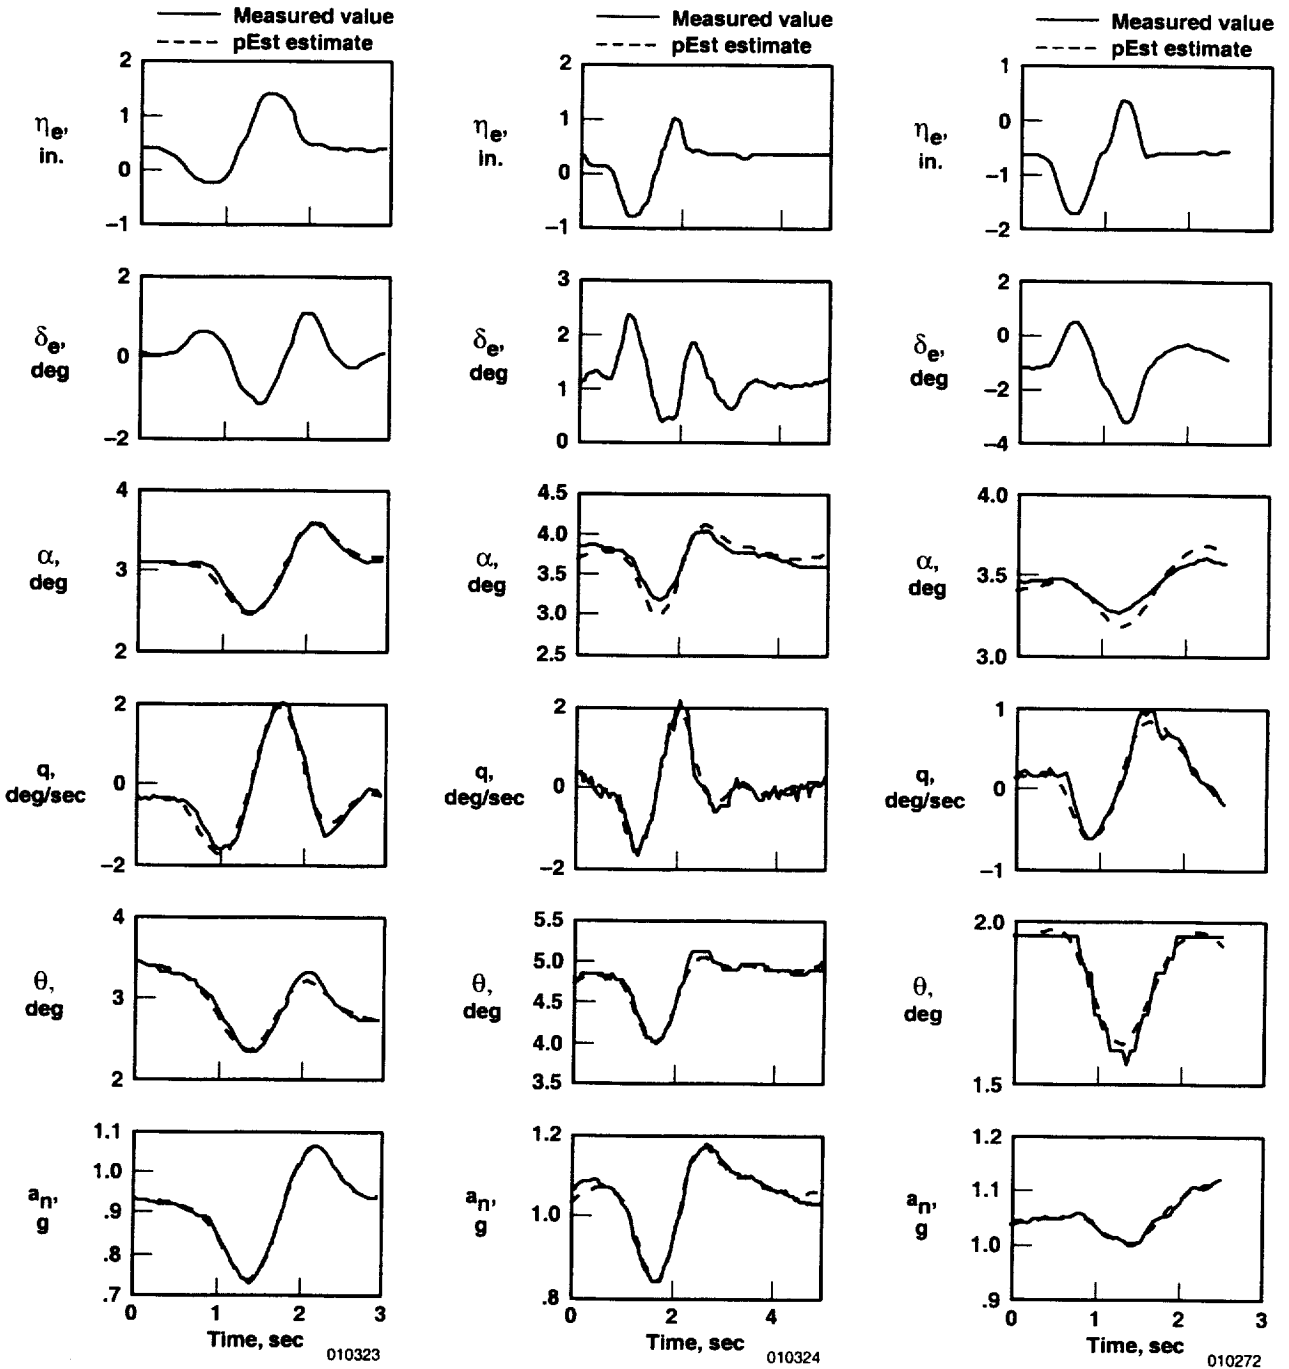 Measured value
pEst estimate
2
1
0
–1
ηe,
in.
2
0
–2
δe,
deg
4
3
2
α,
deg
2
0
–2
q,
deg/sec
4
3
2
θ,
deg
1.1
1.0
.9
.8
.7
an,
g
0 1 2 3
Time, sec
010323
Measured value
pEst estimate
2
1
0
–1
ηe,
in.
3
2
1
0
δe,
deg
4.5
4.0
3.5
3.0
2.5
α,
deg
2
0
–2
q,
deg/sec
5.5
5.0
4.5
4.0
3.5
θ,
deg
1.2
1.0
.8
an,
g
0 2 4
Time, sec
010324
Measured value
pEst estimate
1
0
–1
–2
ηe,
in.
2
0
–2
–4
δe,
deg
4.0
3.5
3.0
α,
deg
1
0
–1
q,
deg/sec
2.0
1.5
θ,
deg
1.2
1.1
1.0
.9
an,
g
0 1 2 3
Time, sec
010272